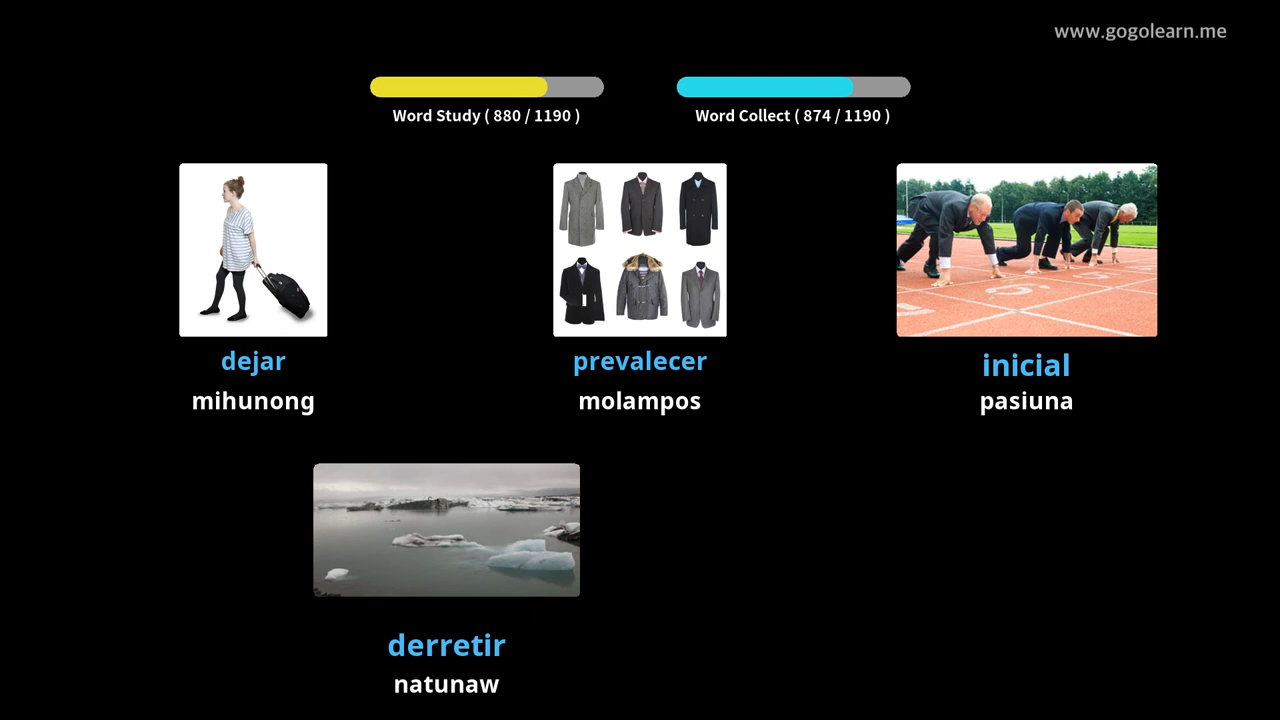 www.gogolearn.me
Word Study ( 880 / 1190 )
Word Collect ( 874 / 1190 )
dejar
mihunong
prevalecer
molampos
inicial
pasiuna
derretir
natunaw